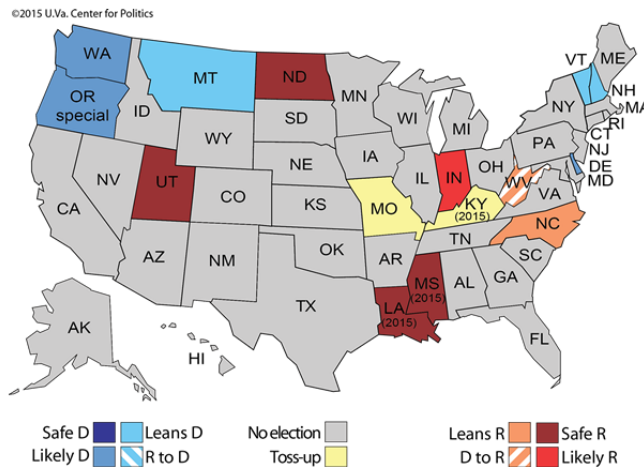 ©2015 U.Va. Center for Politics
WA
OR
special
MT
ID
ND
MN
SD
WY
NE
IA
WI
MI
IL
IN
OH
PA
NY
VT
ME
NH
MA
RI
CT
NJ
DE
MD
WV
VA
NV
UT
CO
KS
MO
KY
(2015)
CA
AZ
NM
OK
AR
TN
NC
SC
TX
LA
(2015)
MS
(2015)
AL
GA
FL
AK
HI
Safe D
Leans D
Likely D
R to D
No election
Toss-up
Leans R
Safe R
D to R
Likely R